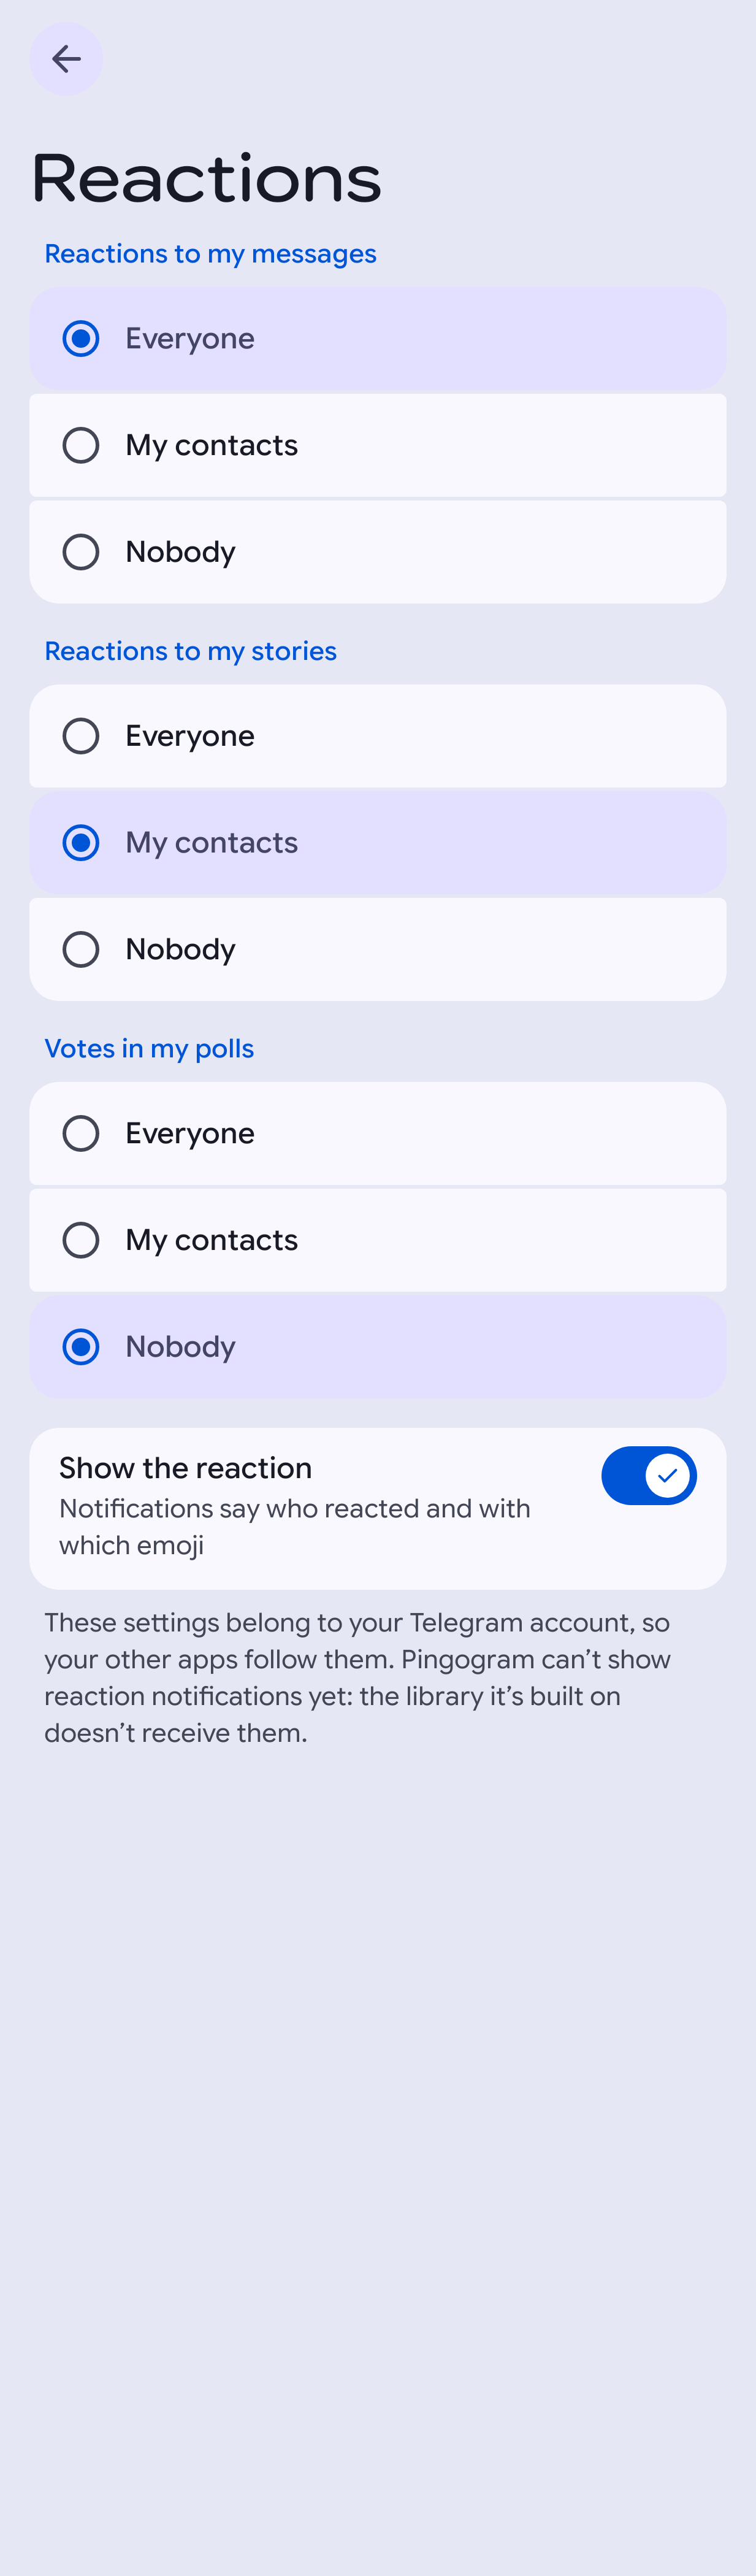 Reactions
Reactions to my messages
Everyone
My contacts
Nobody
Reactions to my stories
Everyone
My contacts
Nobody
Votes in my polls
Everyone
My contacts
Nobody
Show the reaction
Notifications say who reacted and with
which emoji
These settings belong to your Telegram account, so
your other apps follow them. Pingogram can’t show
reaction notifications yet: the library it’s built on
doesn’t receive them.